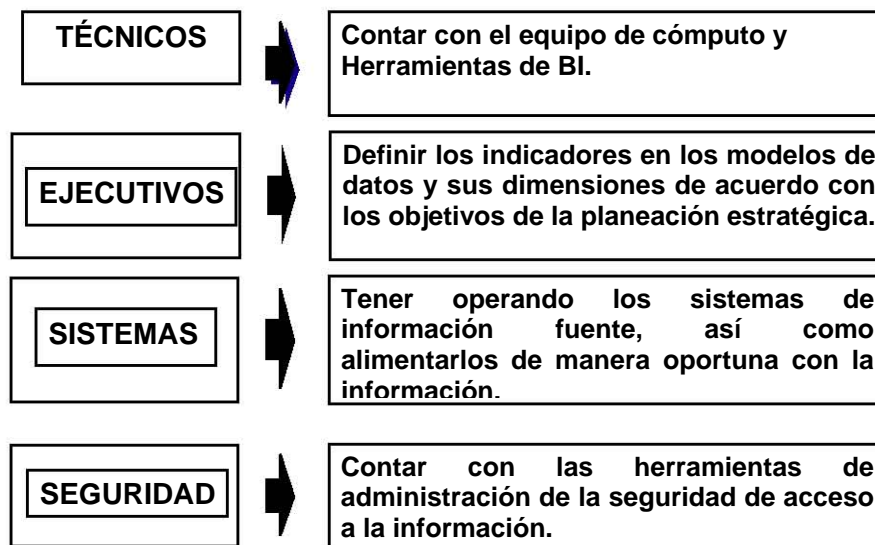 TÉCNICOS
Contar con el equipo de cómputo y
Herramientas de BI.
EJECUTIVOS
Definir los indicadores en los modelos de
datos y sus dimensiones de acuerdo con
los objetivos de la planeación estratégica.
SISTEMAS
Tener operando los sistemas de
información fuente, así como
alimentarlos de manera oportuna con la
información.
SEGURIDAD
Contar con las herramientas de
administración de la seguridad de acceso
a la información.